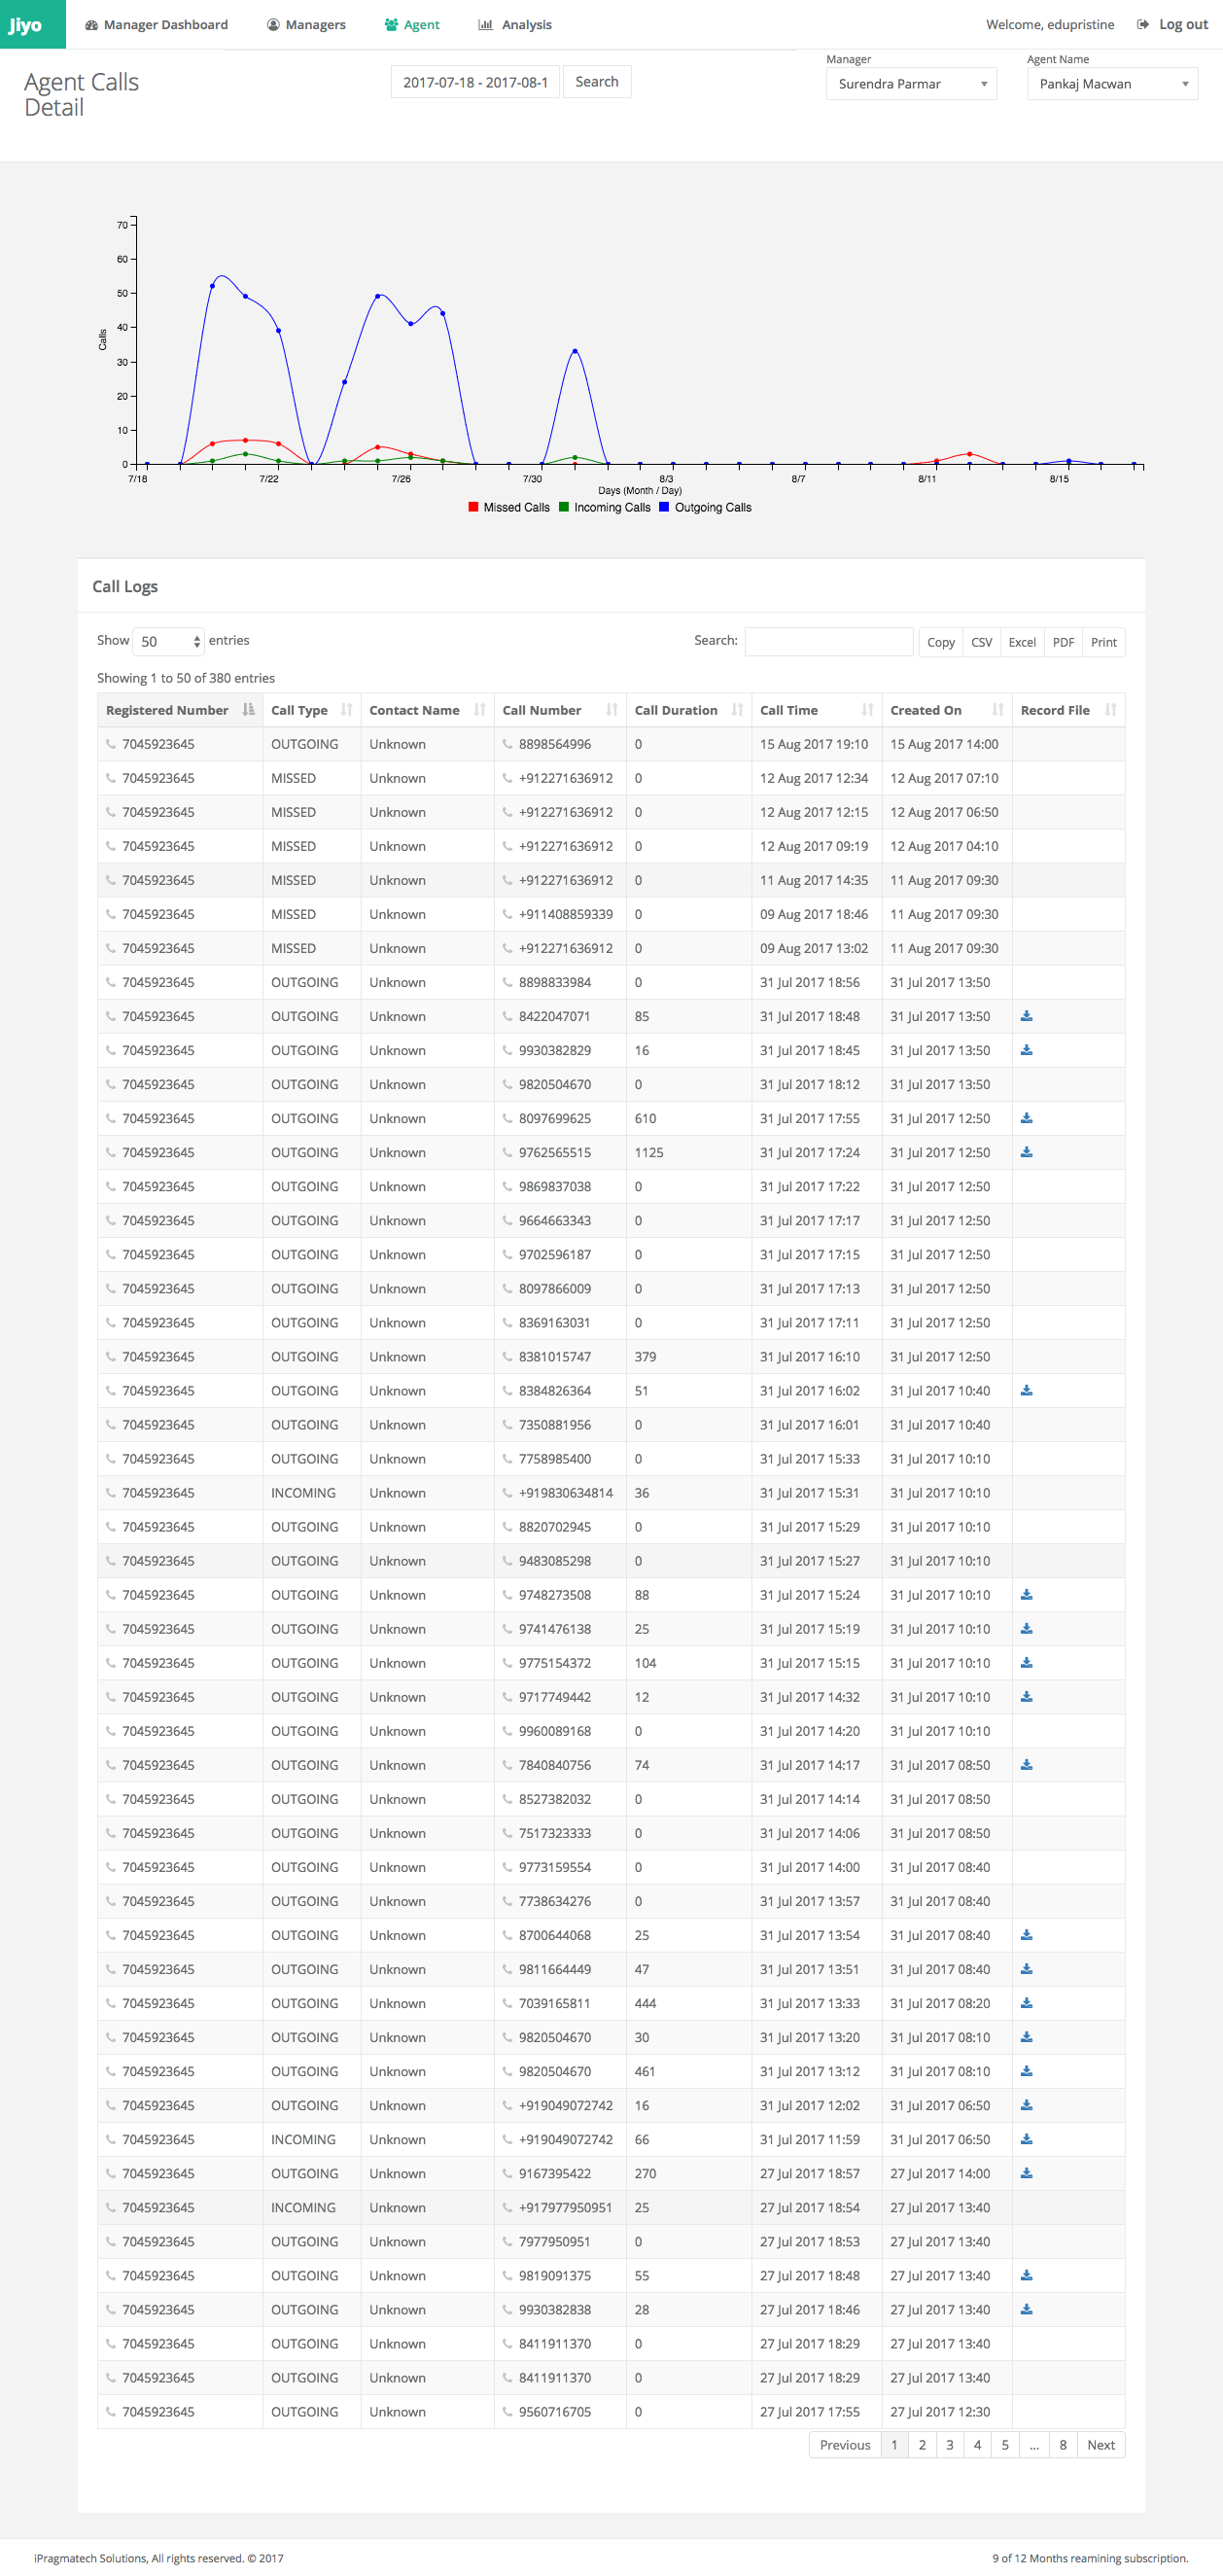 Jiyo Manager Dashboard Managers Agent Analysis Welcome, edupristine Log out
Agent Calls
Detail
2017-07-18 - 2017-08-1 Search
Manager Agent Name
Surendra Parmar Pankaj Macwan
70
60
50
40
30
20
10
0
Calls
7/18 7/22 7/26 7/30 8/3 8/7 8/11 8/15
Days (Month / Day)
Missed Calls Incoming Calls Outgoing Calls
Call Logs
Show 50 entries Search: Copy CSV Excel PDF Print
Showing 1 to 50 of 380 entries
Registered Number Call Type Contact Name Call Number Call Duration Call Time Created On Record File
7045923645 OUTGOING Unknown 8898564996 0 15 Aug 2017 19:10 15 Aug 2017 14:00
7045923645 MISSED Unknown +912271636912 0 12 Aug 2017 12:34 12 Aug 2017 07:10
7045923645 MISSED Unknown +912271636912 0 12 Aug 2017 12:15 12 Aug 2017 06:50
7045923645 MISSED Unknown +912271636912 0 12 Aug 2017 09:19 12 Aug 2017 04:10
7045923645 MISSED Unknown +912271636912 0 11 Aug 2017 14:35 11 Aug 2017 09:30
7045923645 MISSED Unknown +911408859339 0 09 Aug 2017 18:46 11 Aug 2017 09:30
7045923645 MISSED Unknown +912271636912 0 09 Aug 2017 13:02 11 Aug 2017 09:30
7045923645 OUTGOING Unknown 8898833984 0 31 Jul 2017 18:56 31 Jul 2017 13:50
7045923645 OUTGOING Unknown 8422047071 85 31 Jul 2017 18:48 31 Jul 2017 13:50
7045923645 OUTGOING Unknown 9930382829 16 31 Jul 2017 18:45 31 Jul 2017 13:50
7045923645 OUTGOING Unknown 9820504670 0 31 Jul 2017 18:12 31 Jul 2017 13:50
7045923645 OUTGOING Unknown 8097699625 610 31 Jul 2017 17:55 31 Jul 2017 12:50
7045923645 OUTGOING Unknown 9762565515 1125 31 Jul 2017 17:24 31 Jul 2017 12:50
7045923645 OUTGOING Unknown 9869837038 0 31 Jul 2017 17:22 31 Jul 2017 12:50
7045923645 OUTGOING Unknown 9664663343 0 31 Jul 2017 17:17 31 Jul 2017 12:50
7045923645 OUTGOING Unknown 9702596187 0 31 Jul 2017 17:15 31 Jul 2017 12:50
7045923645 OUTGOING Unknown 8097866009 0 31 Jul 2017 17:13 31 Jul 2017 12:50
7045923645 OUTGOING Unknown 8369163031 0 31 Jul 2017 17:11 31 Jul 2017 12:50
7045923645 OUTGOING Unknown 8381015747 379 31 Jul 2017 16:10 31 Jul 2017 12:50
7045923645 OUTGOING Unknown 8384826364 51 31 Jul 2017 16:02 31 Jul 2017 10:40
7045923645 OUTGOING Unknown 7350881956 0 31 Jul 2017 16:01 31 Jul 2017 10:40
7045923645 OUTGOING Unknown 7758985400 0 31 Jul 2017 15:33 31 Jul 2017 10:10
7045923645 INCOMING Unknown +919830634814 36 31 Jul 2017 15:31 31 Jul 2017 10:10
7045923645 OUTGOING Unknown 8820702945 0 31 Jul 2017 15:29 31 Jul 2017 10:10
7045923645 OUTGOING Unknown 9483085298 0 31 Jul 2017 15:27 31 Jul 2017 10:10
7045923645 OUTGOING Unknown 9748273508 88 31 Jul 2017 15:24 31 Jul 2017 10:10
7045923645 OUTGOING Unknown 9741476138 25 31 Jul 2017 15:19 31 Jul 2017 10:10
7045923645 OUTGOING Unknown 9775154372 104 31 Jul 2017 15:15 31 Jul 2017 10:10
7045923645 OUTGOING Unknown 9717749442 12 31 Jul 2017 14:32 31 Jul 2017 10:10
7045923645 OUTGOING Unknown 9960089168 0 31 Jul 2017 14:20 31 Jul 2017 10:10
7045923645 OUTGOING Unknown 7840840756 74 31 Jul 2017 14:17 31 Jul 2017 08:50
7045923645 OUTGOING Unknown 8527382032 0 31 Jul 2017 14:14 31 Jul 2017 08:50
7045923645 OUTGOING Unknown 7517323333 0 31 Jul 2017 14:06 31 Jul 2017 08:50
7045923645 OUTGOING Unknown 9773159554 0 31 Jul 2017 14:00 31 Jul 2017 08:40
7045923645 OUTGOING Unknown 7738634276 0 31 Jul 2017 13:57 31 Jul 2017 08:40
7045923645 OUTGOING Unknown 8700644068 25 31 Jul 2017 13:54 31 Jul 2017 08:40
7045923645 OUTGOING Unknown 9811664449 47 31 Jul 2017 13:51 31 Jul 2017 08:40
7045923645 OUTGOING Unknown 7039165811 444 31 Jul 2017 13:33 31 Jul 2017 08:20
7045923645 OUTGOING Unknown 9820504670 30 31 Jul 2017 13:20 31 Jul 2017 08:10
7045923645 OUTGOING Unknown 9820504670 461 31 Jul 2017 13:12 31 Jul 2017 08:10
7045923645 OUTGOING Unknown +919049072742 16 31 Jul 2017 12:02 31 Jul 2017 06:50
7045923645 INCOMING Unknown +919049072742 66 31 Jul 2017 11:59 31 Jul 2017 06:50
7045923645 OUTGOING Unknown 9167395422 270 27 Jul 2017 18:57 27 Jul 2017 14:00
7045923645 INCOMING Unknown +917977950951 25 27 Jul 2017 18:54 27 Jul 2017 13:40
7045923645 OUTGOING Unknown 7977950951 0 27 Jul 2017 18:53 27 Jul 2017 13:40
7045923645 OUTGOING Unknown 9819091375 55 27 Jul 2017 18:48 27 Jul 2017 13:40
7045923645 OUTGOING Unknown 9930382838 28 27 Jul 2017 18:46 27 Jul 2017 13:40
7045923645 OUTGOING Unknown 8411911370 0 27 Jul 2017 18:29 27 Jul 2017 13:40
7045923645 OUTGOING Unknown 8411911370 0 27 Jul 2017 18:29 27 Jul 2017 13:40
7045923645 OUTGOING Unknown 9560716705 0 27 Jul 2017 17:55 27 Jul 2017 12:30
Previous 1 2 3 4 5 ... 8 Next
iPragmatech Solutions, All rights reserved. © 2017 9 of 12 Months reamining subscription.